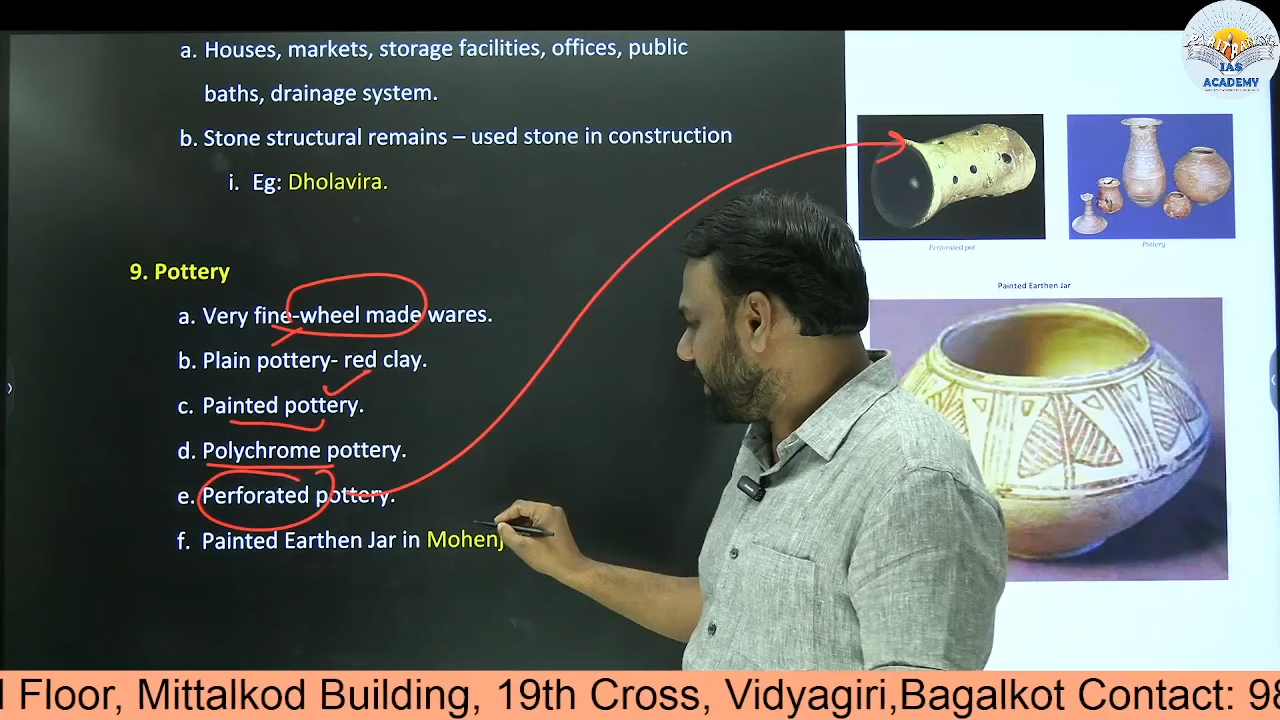 a. Houses, markets, storage facilities, offices, public
baths, drainage system.
b. Stone structural remains – used stone in construction
i. Eg: Dholavira.
9. Pottery
a. Very fine-wheel made wares.
b. Plain pottery- red clay.
c. Painted pottery.
d. Polychrome pottery.
e. Perforated pottery.
f. Painted Earthen Jar in Mohenj
Perforated pot
Pottery
Painted Earthen Jar
IAS
ACADEMY
l Floor, Mittalkod Building, 19th Cross, Vidyagiri,Bagalkot Contact: 98